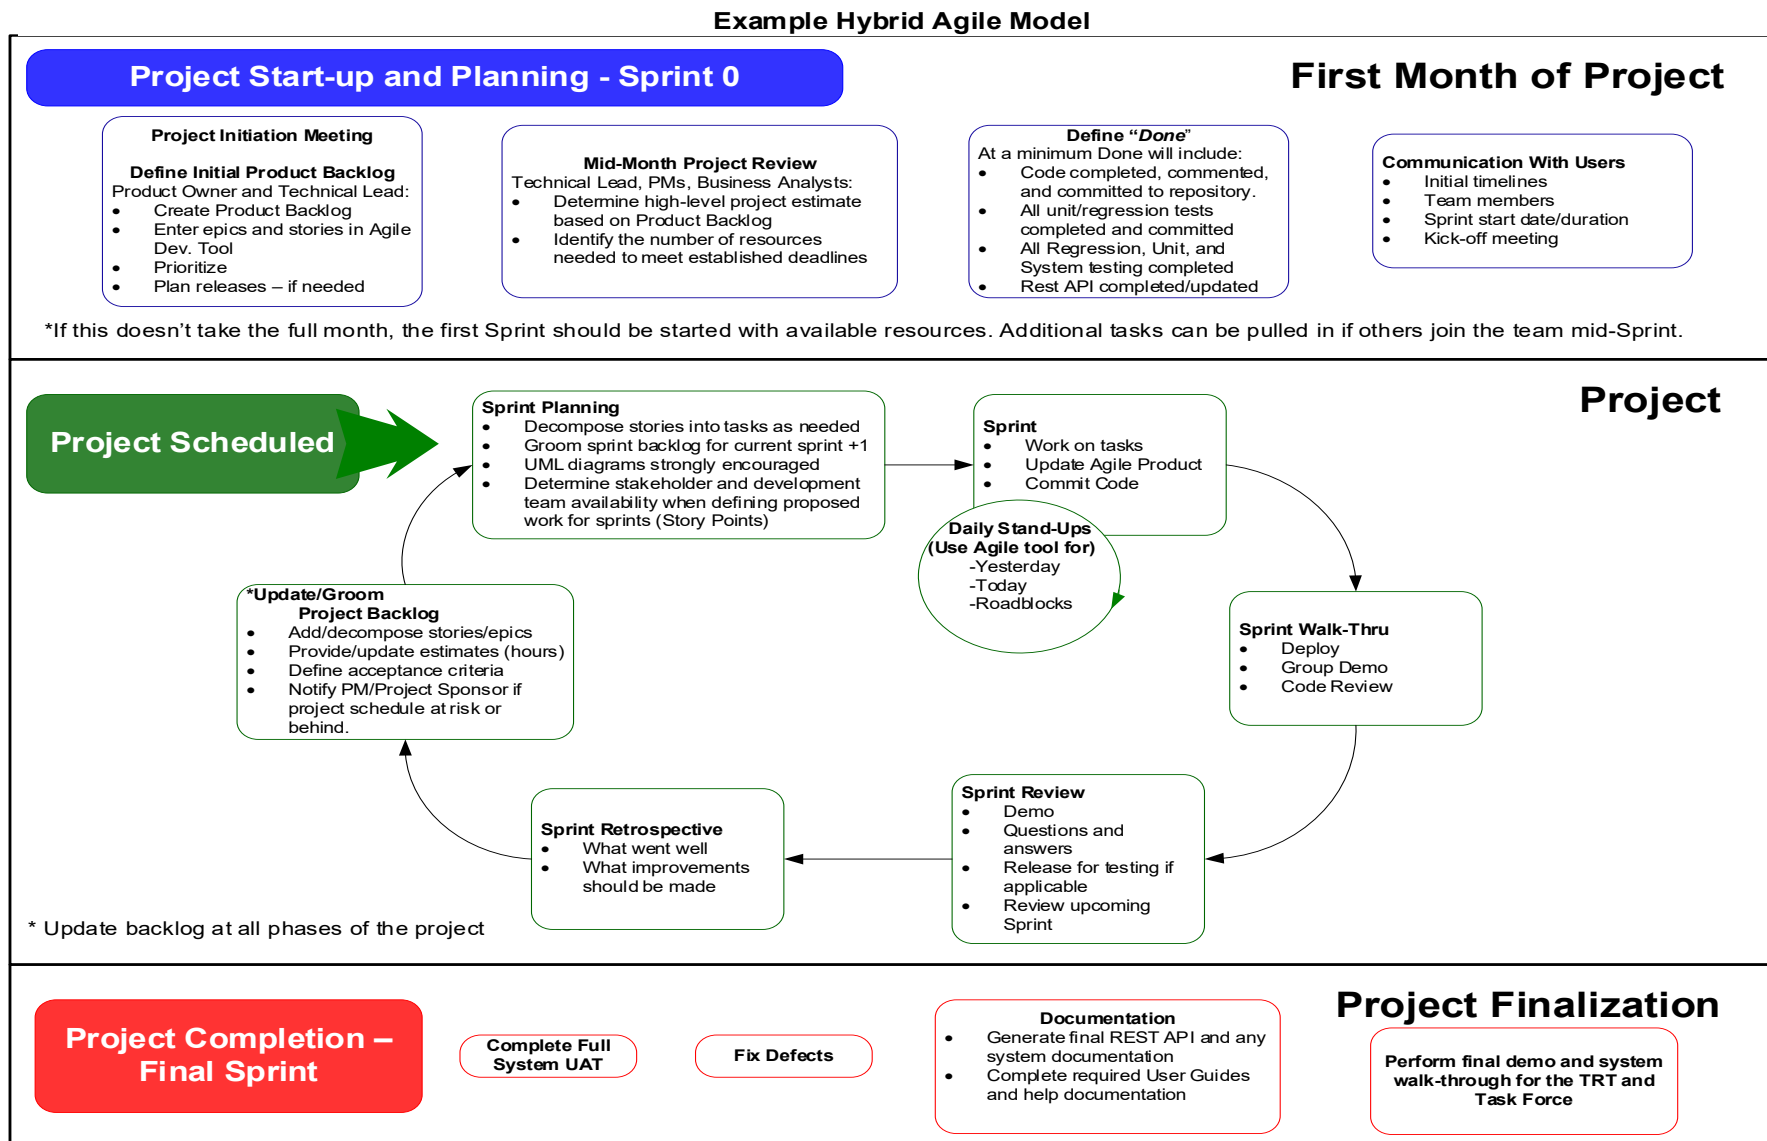 Example Hybrid Agile Model
Project Start-up and Planning - Sprint 0
First Month of Project
Project Initiation Meeting
Define Initial Product Backlog
Product Owner and Technical Lead:
• Create Product Backlog
• Enter epics and stories in Agile
Dev. Tool
• Prioritize
• Plan releases – if needed
Mid-Month Project Review
Technical Lead, PMs, Business Analysts:
• Determine high-level project estimate
based on Product Backlog
• Identify the number of resources
needed to meet established deadlines
Define “Done”
At a minimum Done will include:
• Code completed, commented,
and committed to repository.
• All unit/regression tests
completed and committed
• All Regression, Unit, and
System testing completed
• Rest API completed/updated
Communication With Users
• Initial timelines
• Team members
• Sprint start date/duration
• Kick-off meeting
*If this doesn’t take the full month, the first Sprint should be started with available resources. Additional tasks can be pulled in if others join the team mid-Sprint.
Project Scheduled
Project
Sprint Planning
• Decompose stories into tasks as needed
• Groom sprint backlog for current sprint +1
• UML diagrams strongly encouraged
• Determine stakeholder and development
team availability when defining proposed
work for sprints (Story Points)
Sprint
• Work on tasks
• Update Agile Product
• Commit Code
Daily Stand-Ups
(Use Agile tool for)
-Yesterday
-Today
-Roadblocks
Sprint Walk-Thru
• Deploy
• Group Demo
• Code Review
Sprint Review
• Demo
• Questions and
answers
• Release for testing if
applicable
• Review upcoming
Sprint
Sprint Retrospective
• What went well
• What improvements
should be made
*Update/Groom
Project Backlog
• Add/decompose stories/epics
• Provide/update estimates (hours)
• Define acceptance criteria
• Notify PM/Project Sponsor if
project schedule at risk or
behind.
* Update backlog at all phases of the project
Project Completion –
Final Sprint
Project Finalization
Complete Full
System UAT
Fix Defects
Documentation
• Generate final REST API and any
system documentation
• Complete required User Guides
and help documentation
Perform final demo and system
walk-through for the TRT and
Task Force